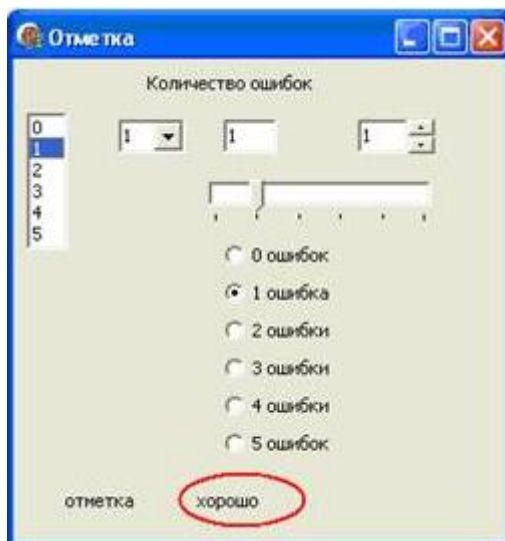 Отметка
Количество ошибок
0
1
2
3
4
5
1
1
1
0 ошибок
1 ошибка
2 ошибки
3 ошибки
4 ошибки
5 ошибок
отметка хорошо